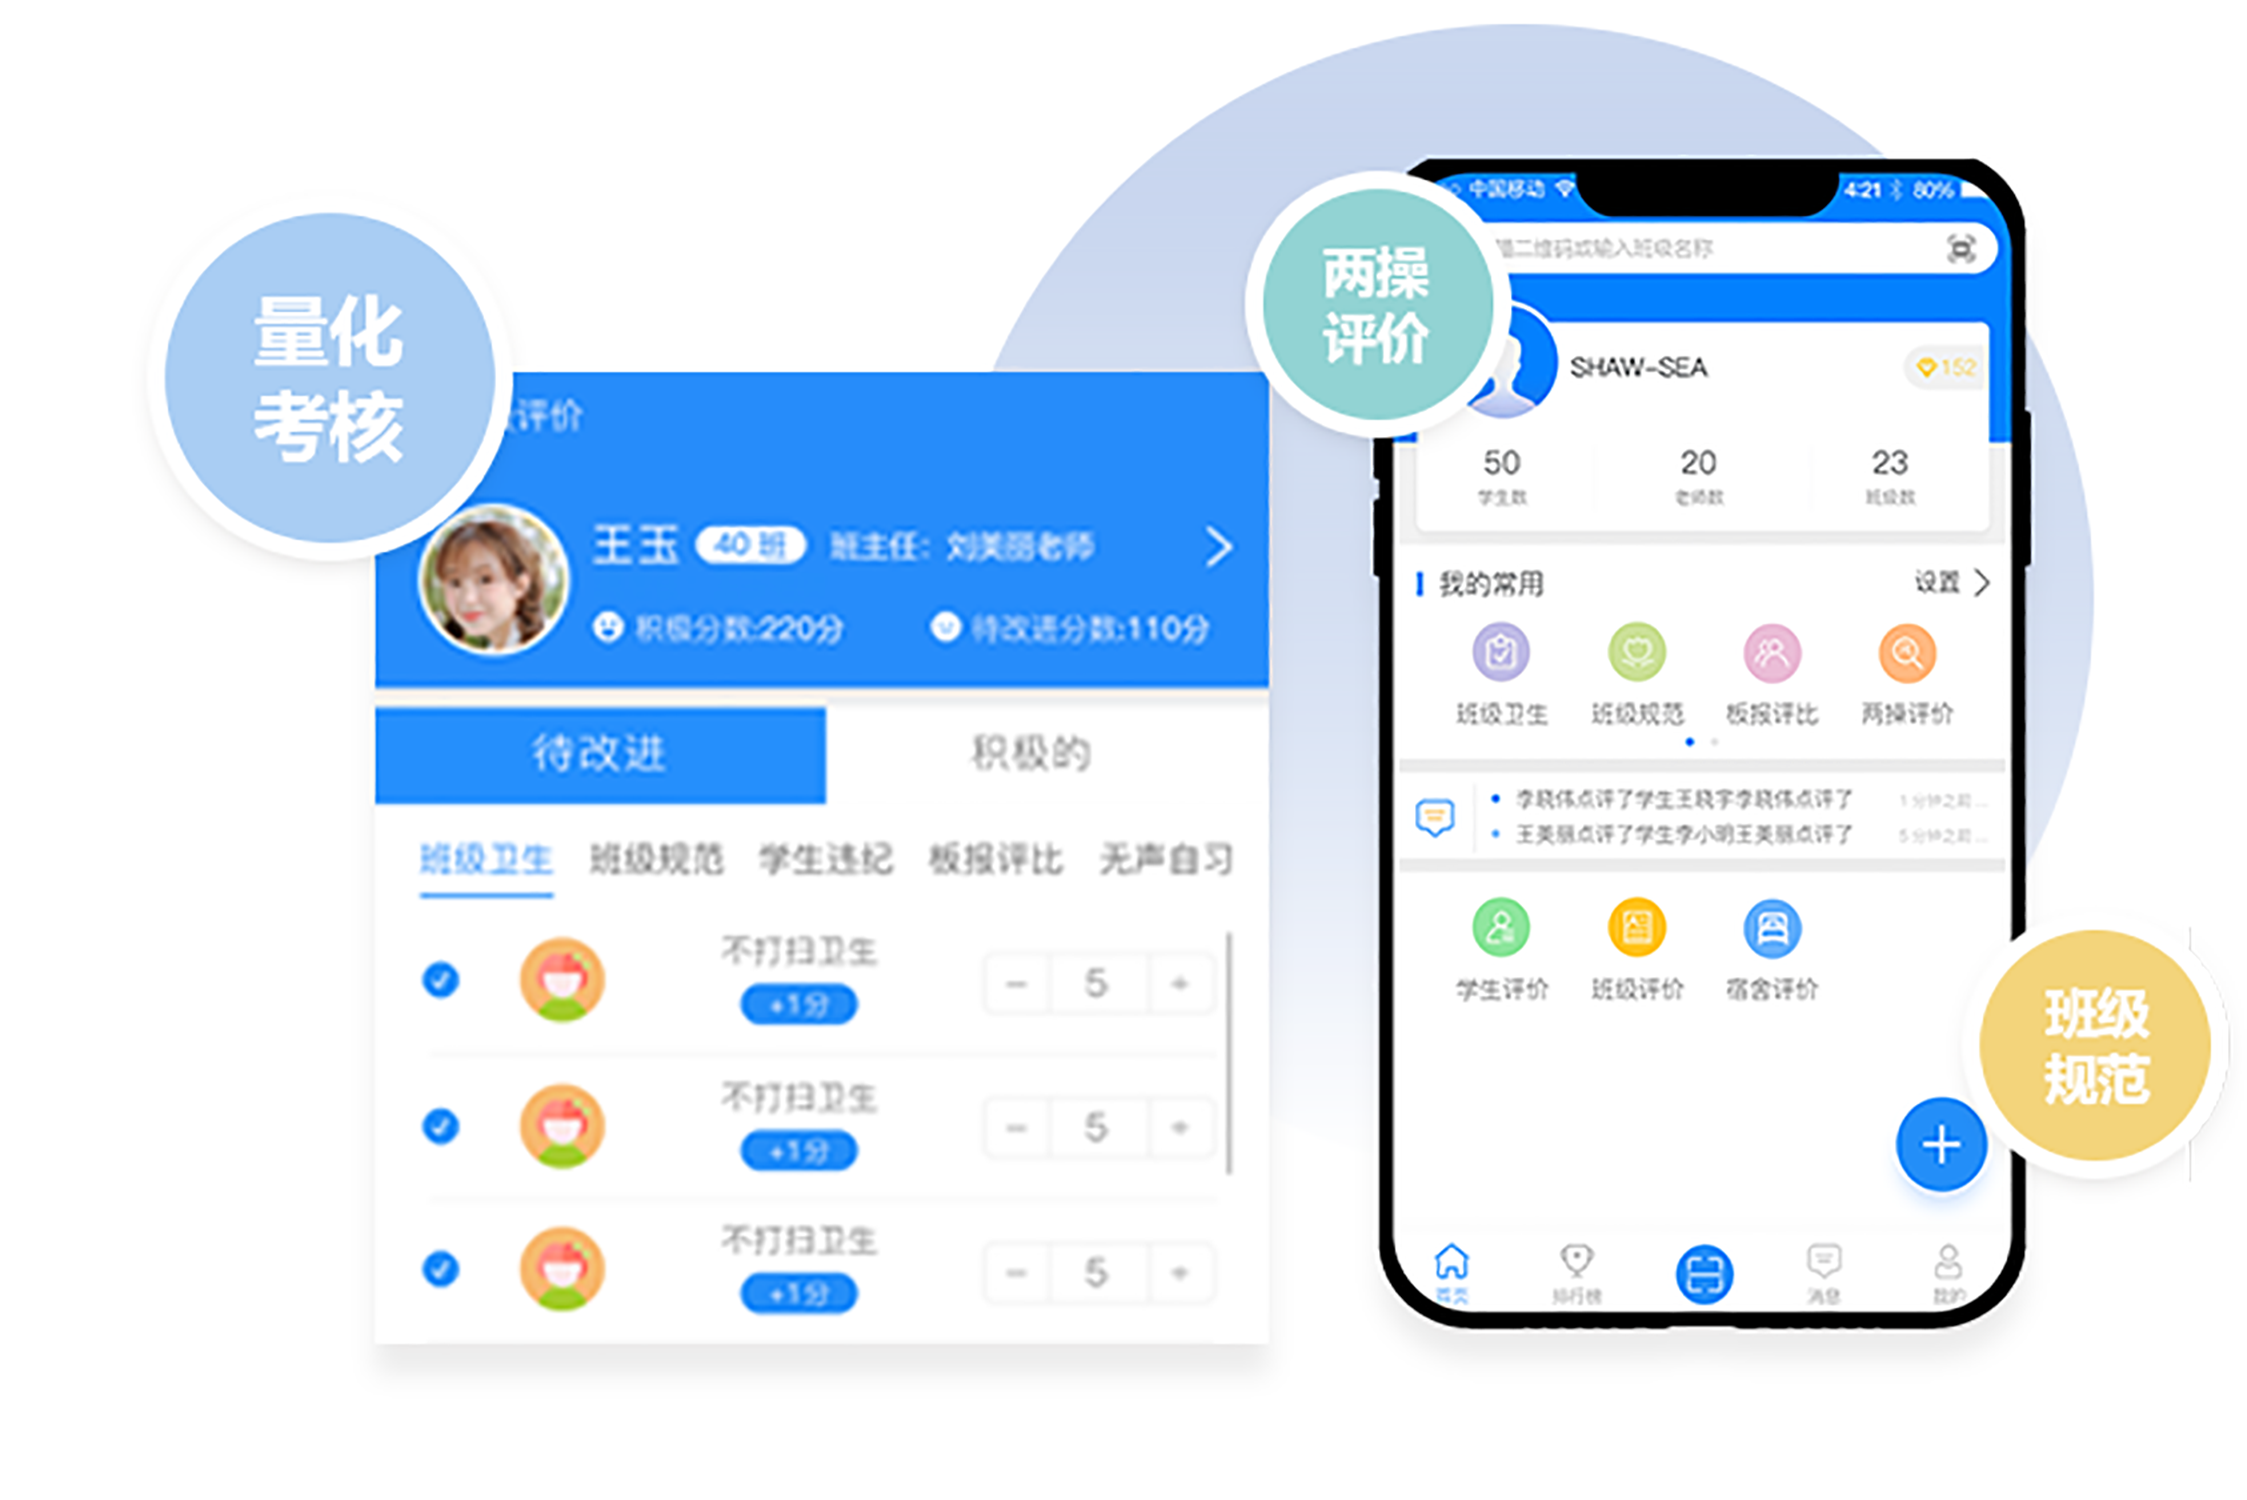 量化
考核
评价
王玉 40 班 班主任：刘美丽老师
积极分数:220分 待改进分数:110分
待改进 积极的
班级卫生 班级规范 学生违纪 板报评比 无声自习
不打扫卫生
+1分
− 5 +
不打扫卫生
+1分
− 5 +
不打扫卫生
+1分
− 5 +
两操
评价
中国移动 4:21 80%
二维码或输入班级名称
SHAW-SEA 152
50 20 23
学生数 老师数 班级数
我的常用 设置
班级卫生 班级规范 板报评比 两操评价
李晓伟点评了学生王晓宇李晓伟点评了 1分钟之前...
王美丽点评了学生李小明王美丽点评了 5分钟之前...
学生评价 班级评价 宿舍评价
班级
规范
首页 排行榜 消息 我的